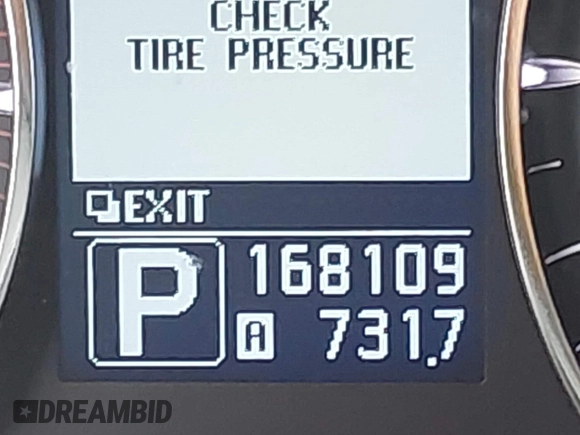 CHECK
TIRE PRESSURE
EXIT
P 168109
A 731.7
DREAMBID